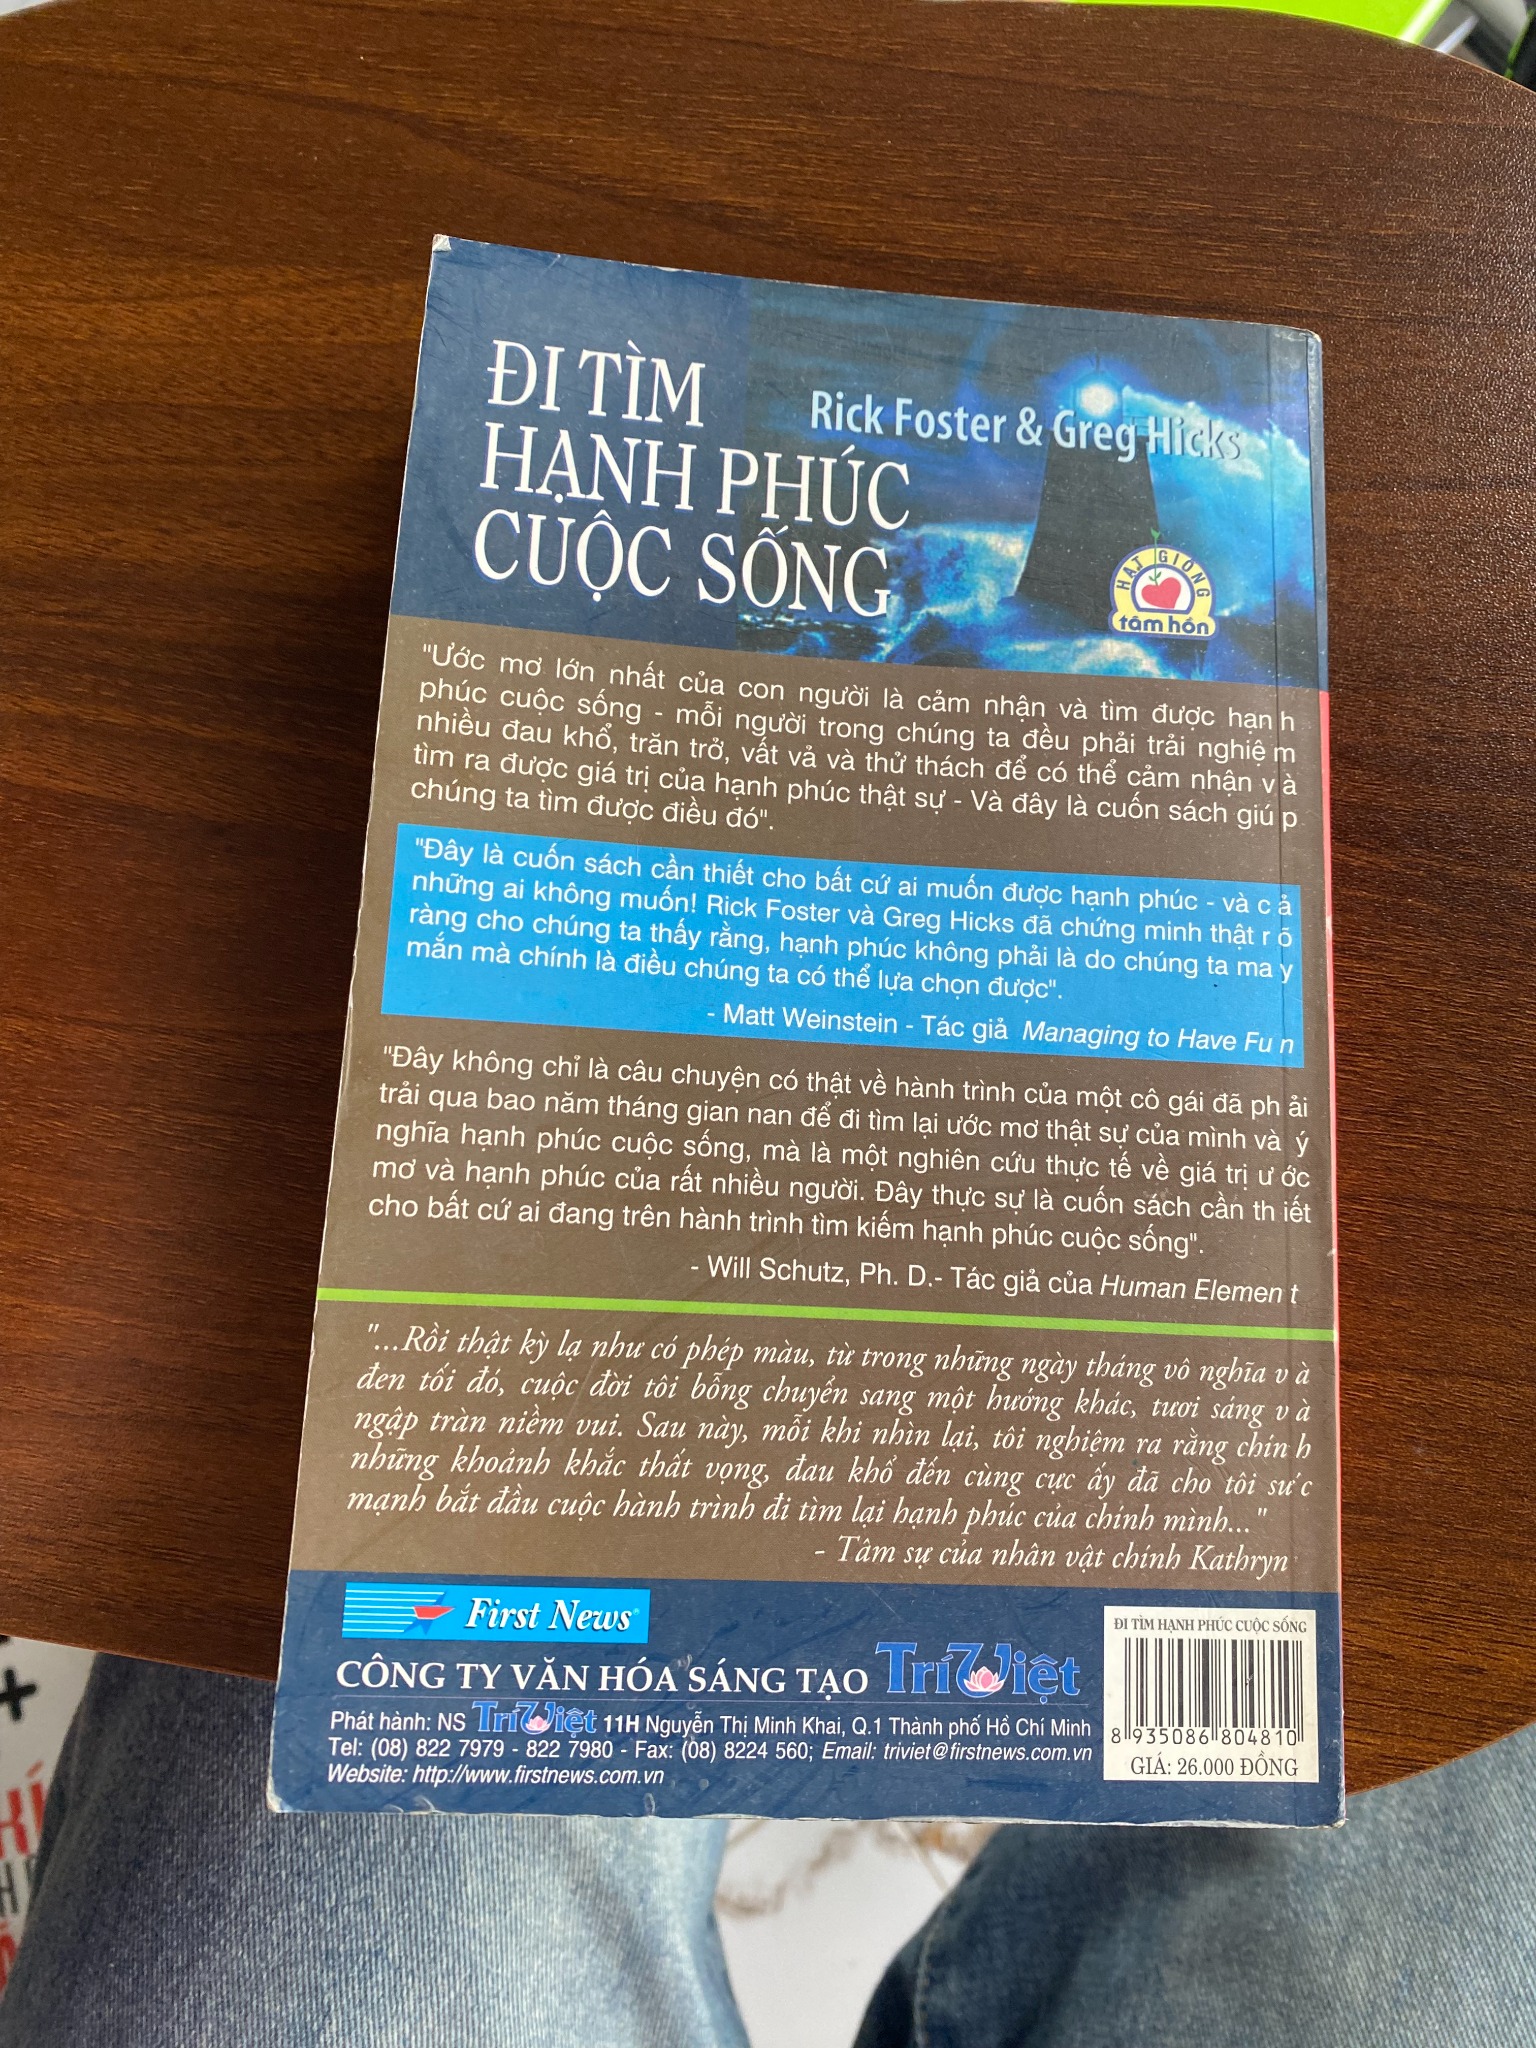 ĐI TÌM
HẠNH PHÚC
CUỘC SỐNG
Rick Foster & Greg Hicks
HẠT GIỐNG
tâm hồn
"Ước mơ lớn nhất của con người là cảm nhận và tìm được hạnh
phúc cuộc sống - mỗi người trong chúng ta đều phải trải nghiệm
nhiều đau khổ, trăn trở, vất vả và thử thách để có thể cảm nhận và
tìm ra được giá trị của hạnh phúc thật sự - Và đây là cuốn sách giúp
chúng ta tìm được điều đó".
"Đây là cuốn sách cần thiết cho bất cứ ai muốn được hạnh phúc - và cả
những ai không muốn! Rick Foster và Greg Hicks đã chứng minh thật rõ
ràng cho chúng ta thấy rằng, hạnh phúc không phải là do chúng ta may
mắn mà chính là điều chúng ta có thể lựa chọn được".
- Matt Weinstein - Tác giả Managing to Have Fun
"Đây không chỉ là câu chuyện có thật về hành trình của một cô gái đã phải
trải qua bao năm tháng gian nan để đi tìm lại ước mơ thật sự của mình và ý
nghĩa hạnh phúc cuộc sống, mà là một nghiên cứu thực tế về giá trị ước
mơ và hạnh phúc của rất nhiều người. Đây thực sự là cuốn sách cần thiết
cho bất cứ ai đang trên hành trình tìm kiếm hạnh phúc cuộc sống".
- Will Schutz, Ph. D.- Tác giả của Human Element
"...Rồi thật kỳ lạ như có phép màu, từ trong những ngày tháng vô nghĩa và
đen tối đó, cuộc đời tôi bỗng chuyển sang một hướng khác, tươi sáng và
ngập tràn niềm vui. Sau này, mỗi khi nhìn lại, tôi nghiệm ra rằng chính
những khoảnh khắc thất vọng, đau khổ đến cùng cực ấy đã cho tôi sức
mạnh bắt đầu cuộc hành trình đi tìm lại hạnh phúc của chính mình..."
- Tâm sự của nhân vật chính Kathryn
First News
CÔNG TY VĂN HÓA SÁNG TẠO Trí Việt
Phát hành: NS Trí Việt 11H Nguyễn Thị Minh Khai, Q.1 Thành phố Hồ Chí Minh
Tel: (08) 822 7979 - 822 7980 - Fax: (08) 8224 560; Email: triviet@firstnews.com.vn
Website: http://www.firstnews.com.vn
ĐI TÌM HẠNH PHÚC CUỘC SỐNG
8 935086 804810
GIÁ: 26.000 ĐỒNG